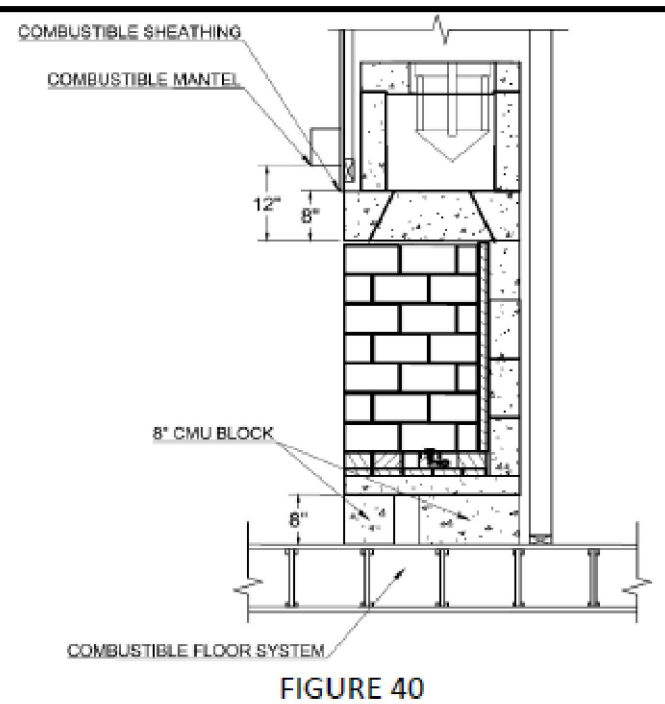 COMBUSTIBLE SHEATHING
COMBUSTIBLE MANTEL
12"
8"
8" CMU BLOCK
8"
COMBUSTIBLE FLOOR SYSTEM
FIGURE 40